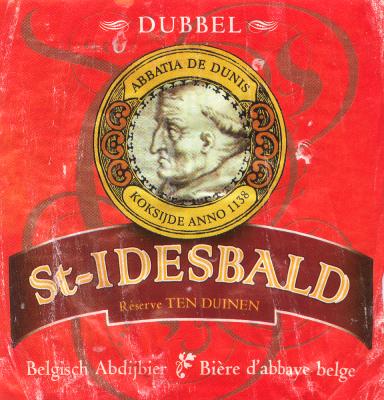 DUBBEL
ABBATIA DE DUNIS
KOKSIJDE ANNO 1138
St-IDESBALD
Réserve TEN DUINEN
Belgisch Abdijbier Bière d'abbaye belge